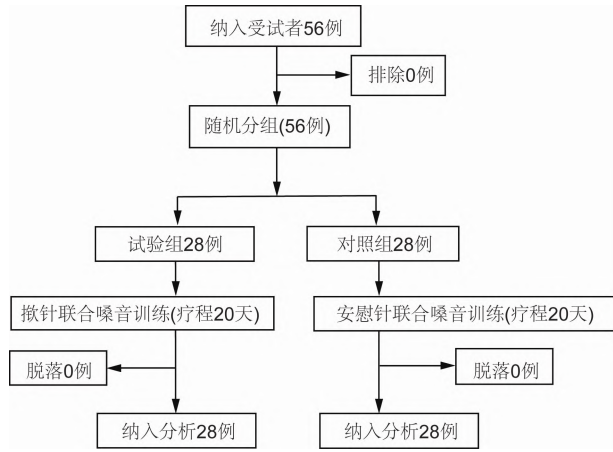 纳入受试者56例
排除0例
随机分组(56例)
试验组28例
对照组28例
揿针联合嗓音训练(疗程20天)
安慰针联合嗓音训练(疗程20天)
脱落0例
脱落0例
纳入分析28例
纳入分析28例